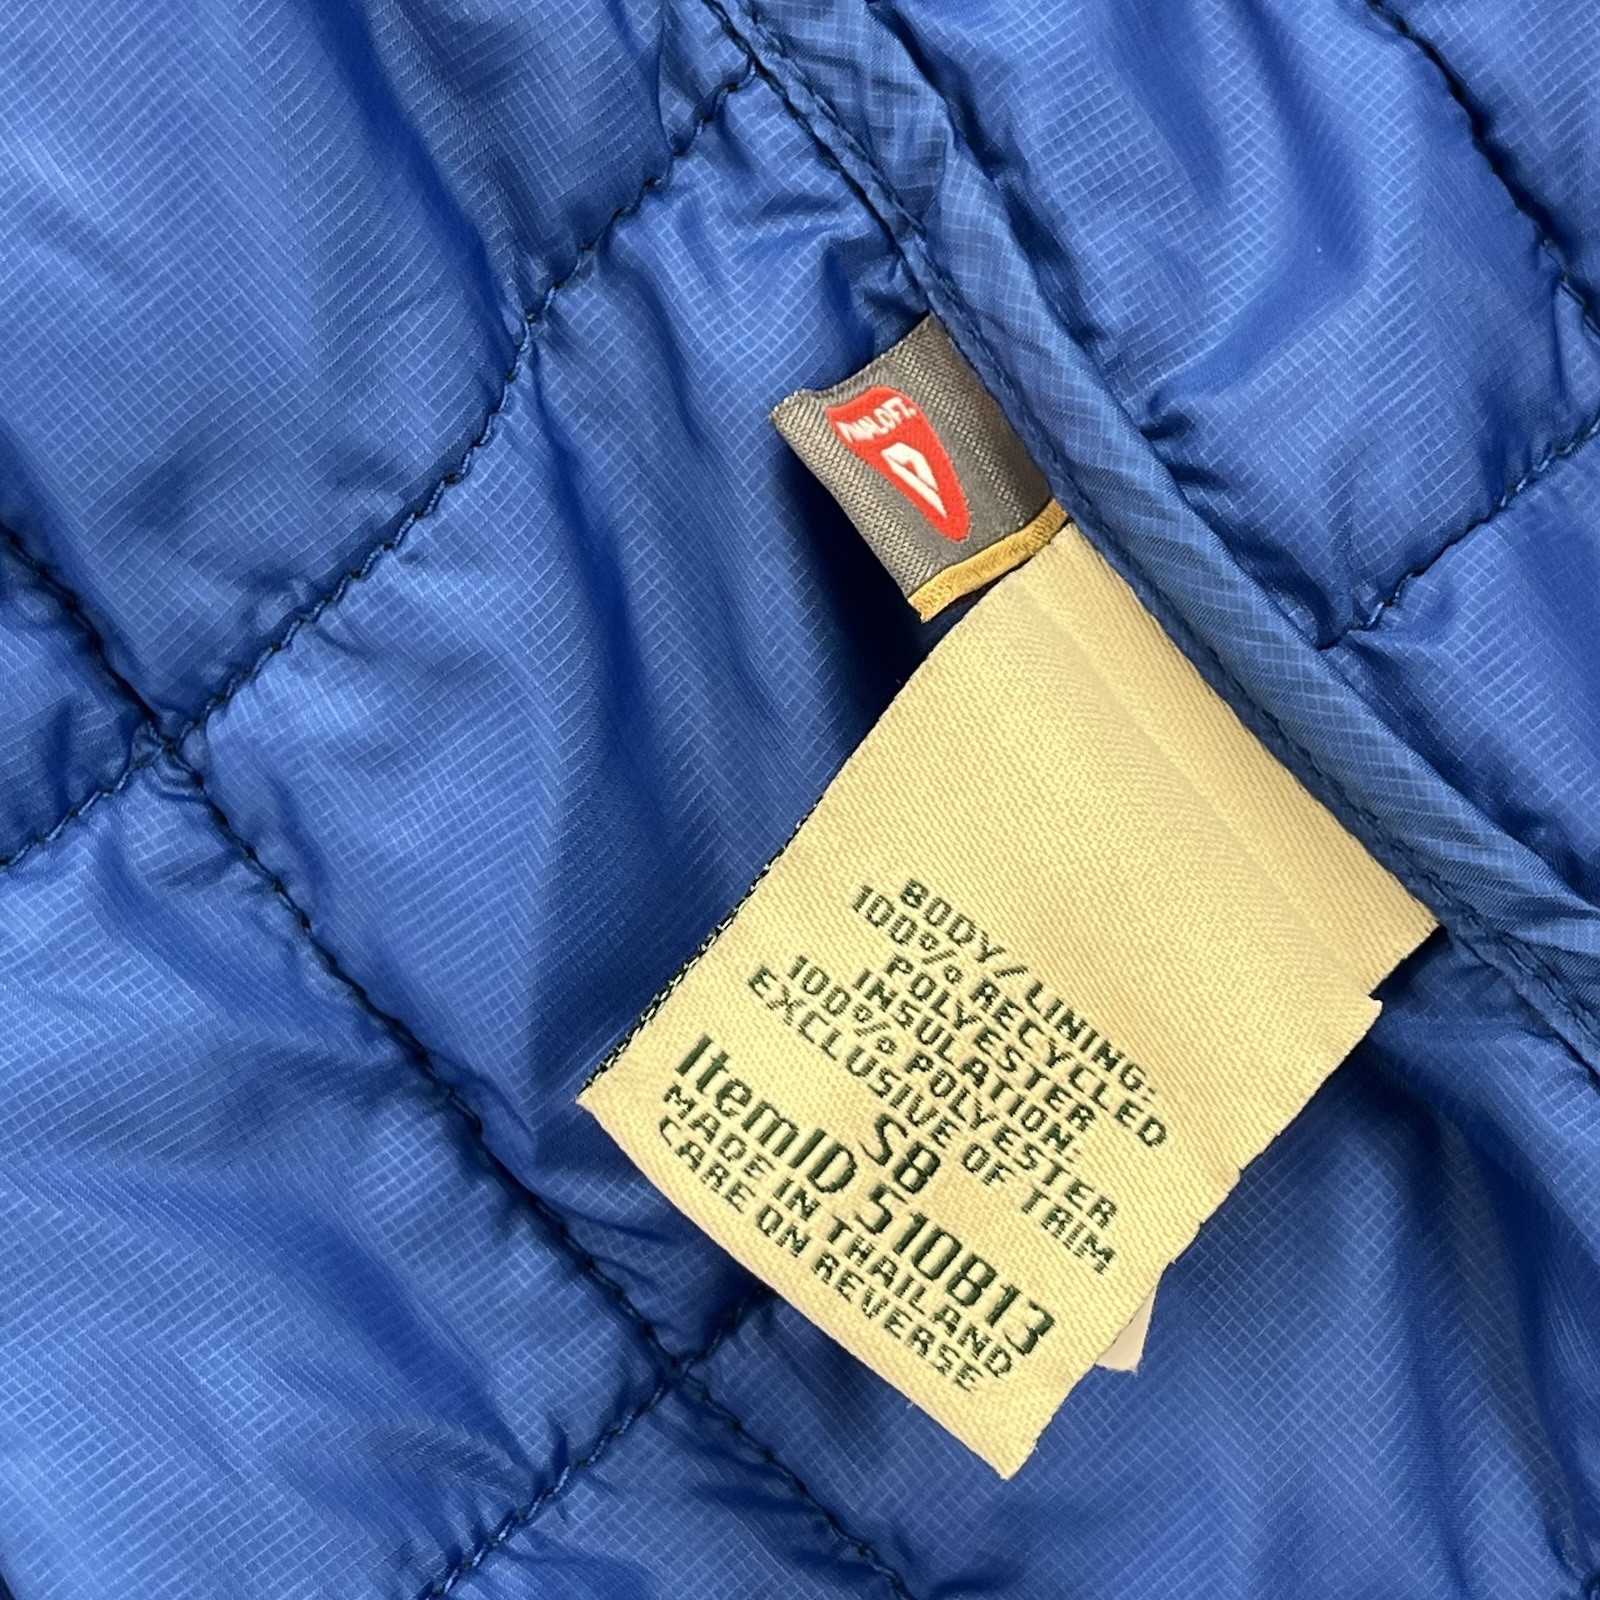 PRIMALOFT.
BODY/LINING:
100% RECYCLED
POLYESTER
INSULATION:
100% POLYESTER
EXCLUSIVE OF TRIM
SB
ItemID 510813
MADE IN THAILAND
CARE ON REVERSE